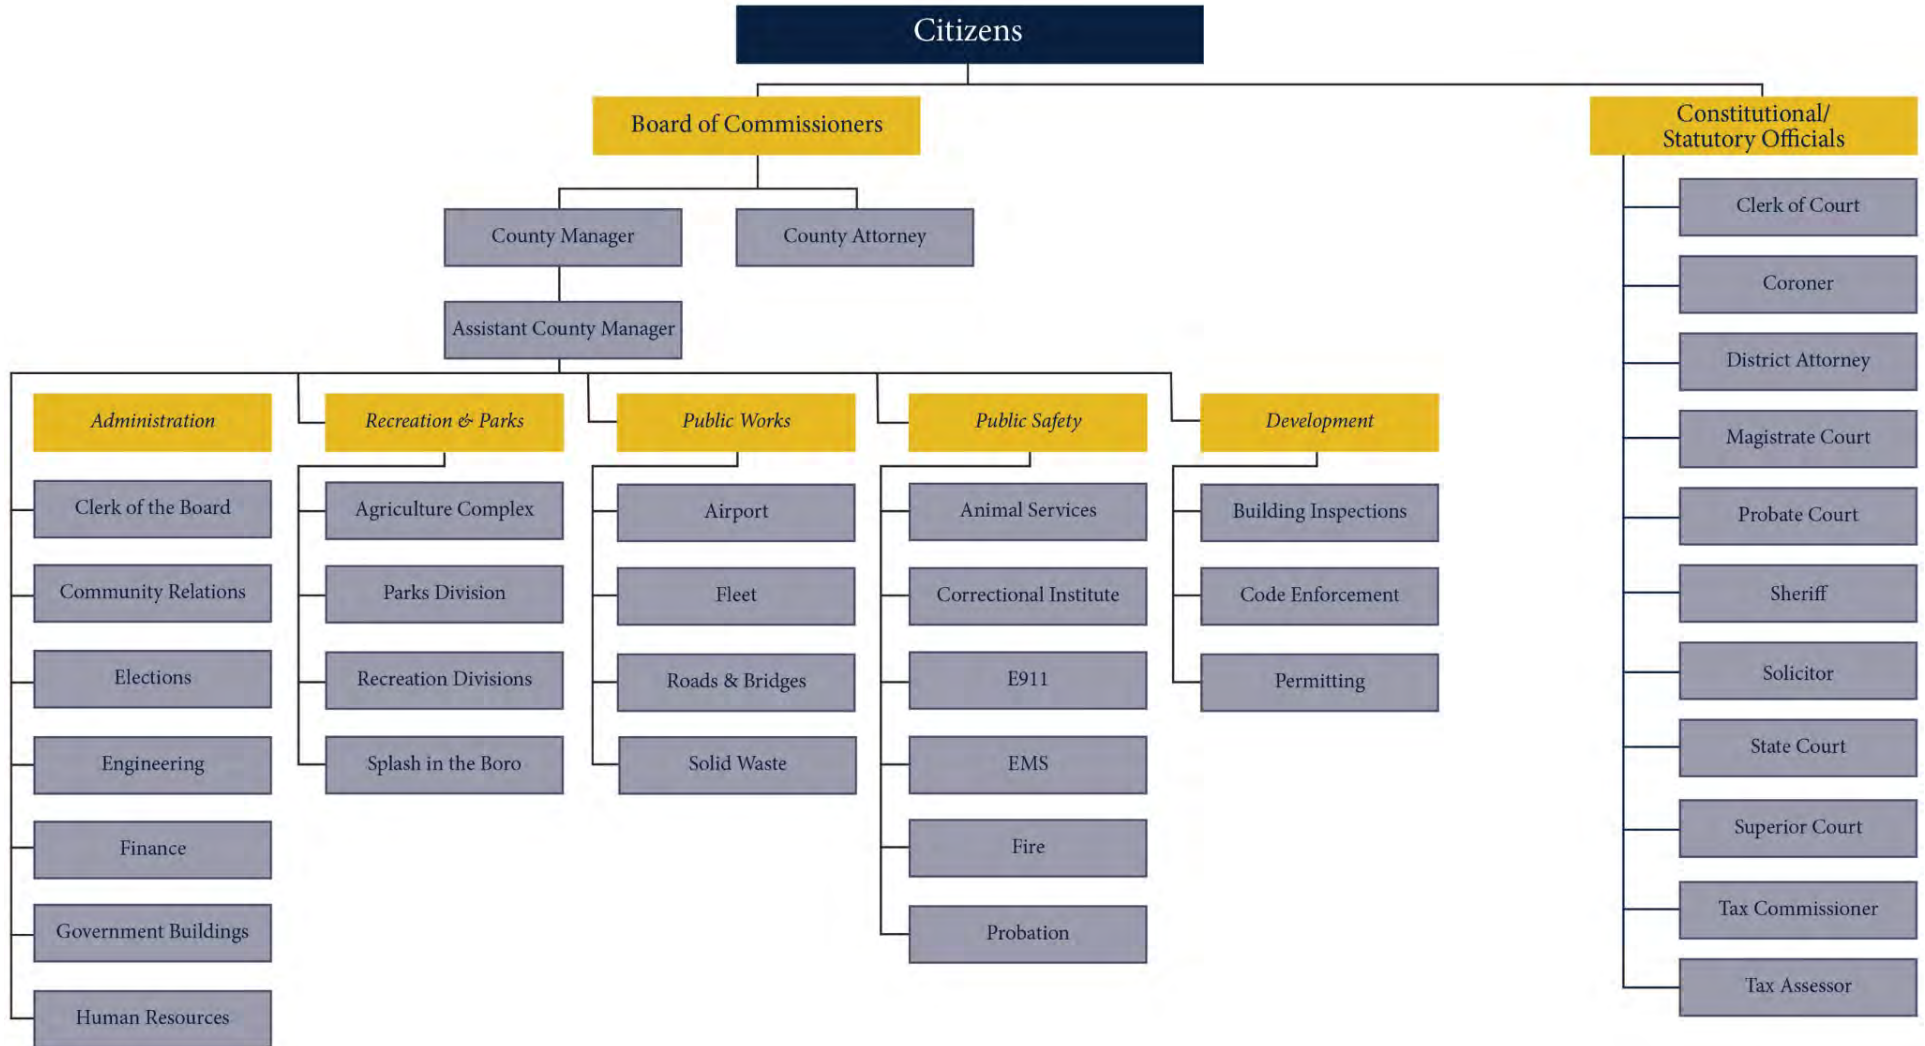 Citizens
Board of Commissioners
Constitutional/
Statutory Officials
County Manager
County Attorney
Assistant County Manager
Administration
Clerk of the Board
Community Relations
Elections
Engineering
Finance
Government Buildings
Human Resources
Recreation & Parks
Agriculture Complex
Parks Division
Recreation Divisions
Splash in the Boro
Public Works
Airport
Fleet
Roads & Bridges
Solid Waste
Public Safety
Animal Services
Correctional Institute
E911
EMS
Fire
Probation
Development
Building Inspections
Code Enforcement
Permitting
Clerk of Court
Coroner
District Attorney
Magistrate Court
Probate Court
Sheriff
Solicitor
State Court
Superior Court
Tax Commissioner
Tax Assessor